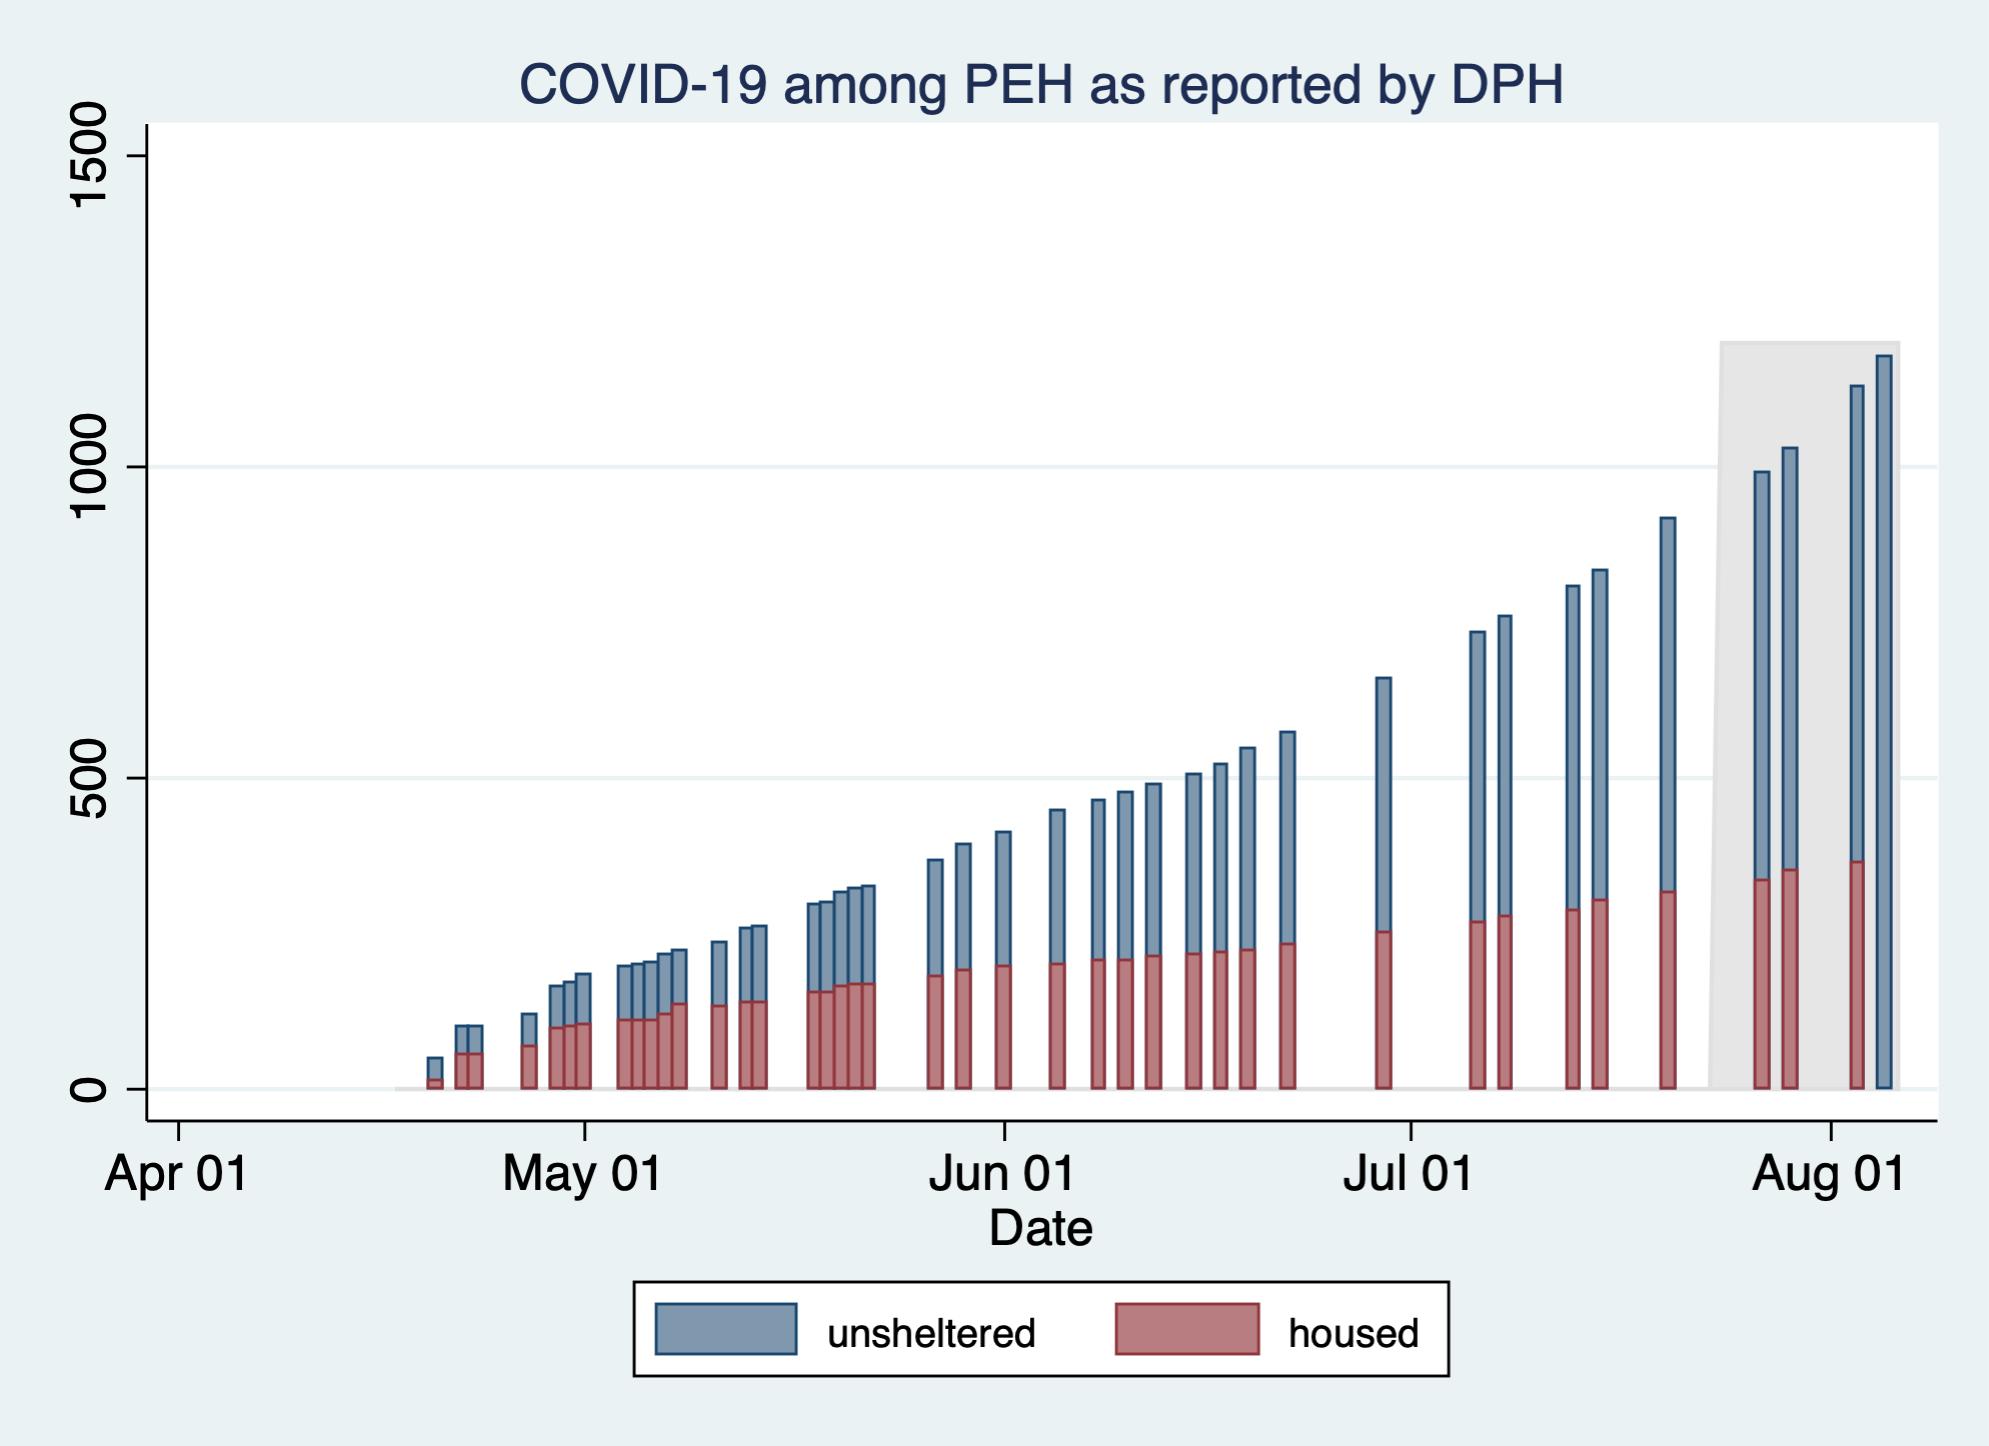 COVID-19 among PEH as reported by DPH
1500
1000
500
0
Apr 01 May 01 Jun 01 Jul 01 Aug 01
Date
unsheltered housed